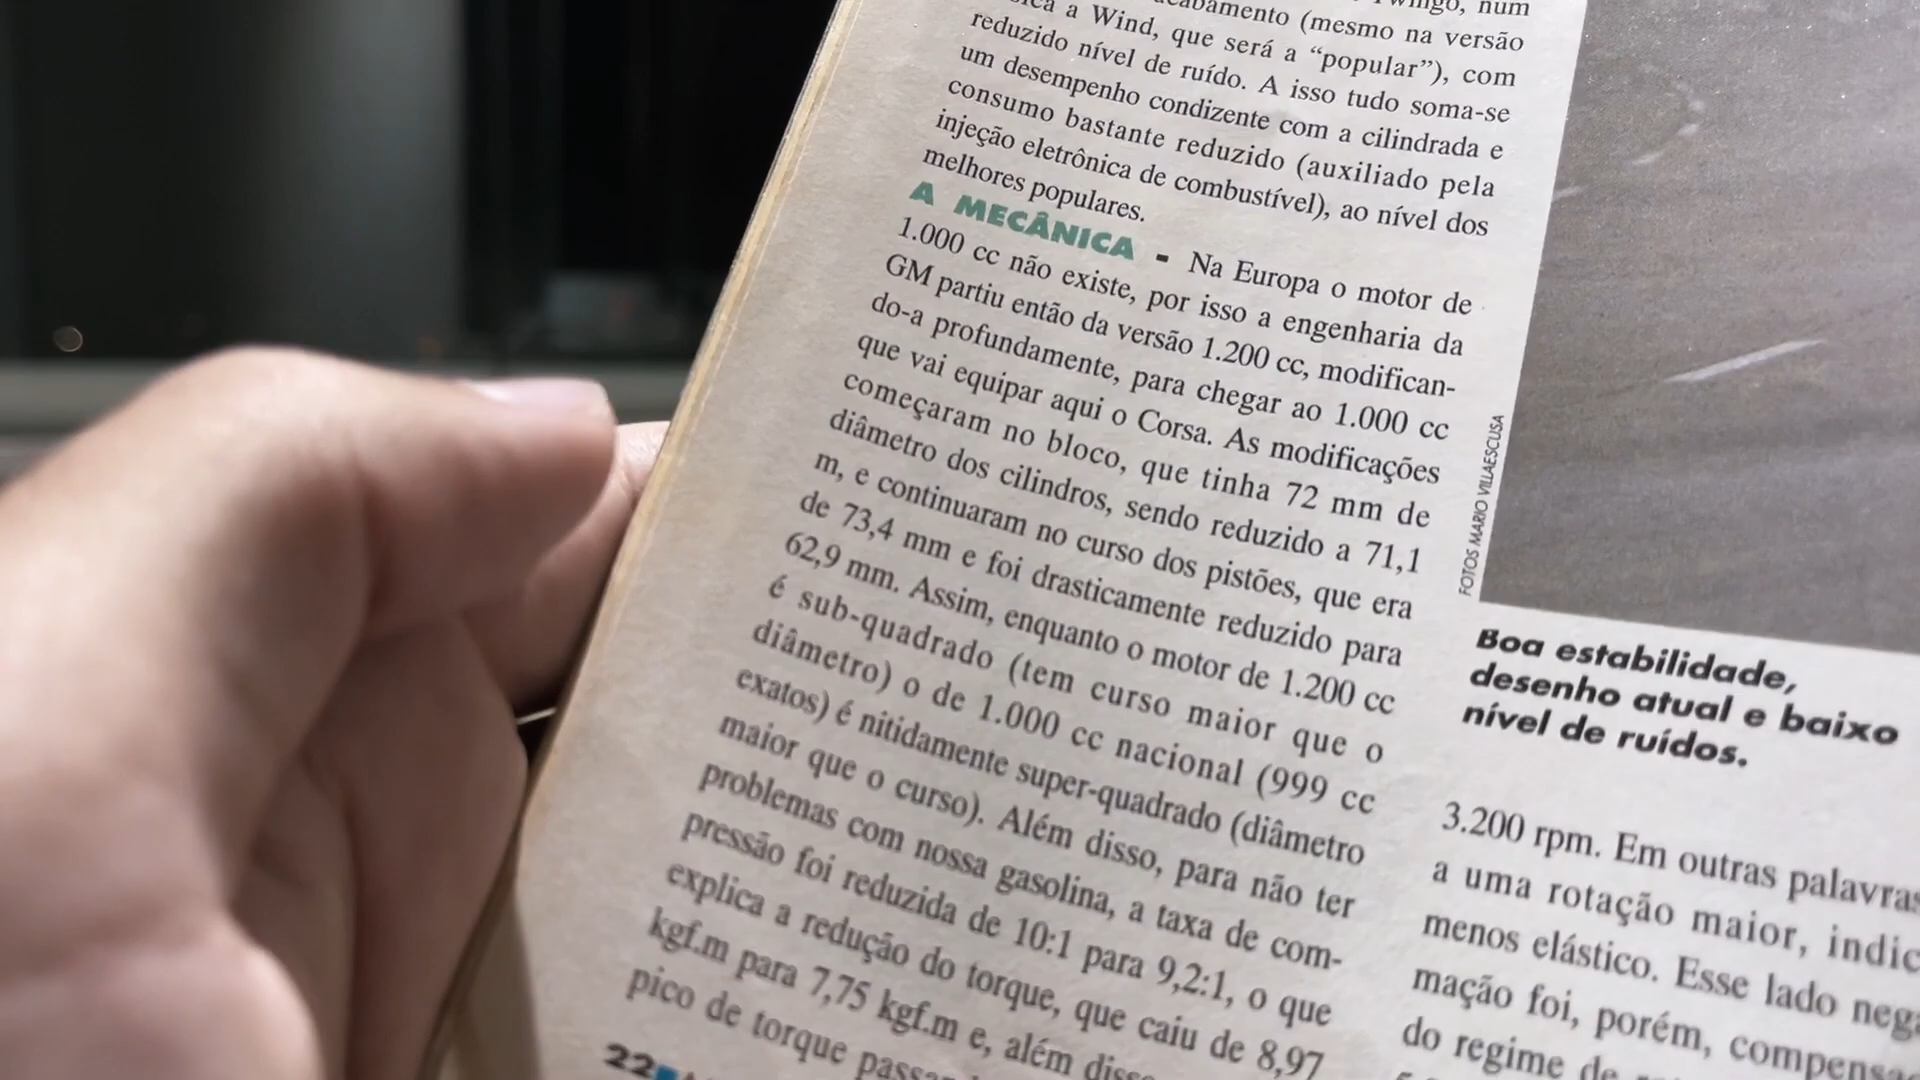 Twingo, num
acabamento (mesmo na versão
a Wind, que será a “popular”), com
reduzido nível de ruído. A isso tudo soma-se
um desempenho condizente com a cilindrada e
consumo bastante reduzido (auxiliado pela
injeção eletrônica de combustível), ao nível dos
melhores populares.
A MECÂNICA - Na Europa o motor de
1.000 cc não existe, por isso a engenharia da
GM partiu então da versão 1.200 cc, modifican-
do-a profundamente, para chegar ao 1.000 cc
que vai equipar aqui o Corsa. As modificações
começaram no bloco, que tinha 72 mm de
diâmetro dos cilindros, sendo reduzido a 71,1
m, e continuaram no curso dos pistões, que era
de 73,4 mm e foi drasticamente reduzido para
62,9 mm. Assim, enquanto o motor de 1.200 cc
é sub-quadrado (tem curso maior que o
diâmetro) o de 1.000 cc nacional (999 cc
exatos) é nitidamente super-quadrado (diâmetro
maior que o curso). Além disso, para não ter
problemas com nossa gasolina, a taxa de com-
pressão foi reduzida de 10:1 para 9,2:1, o que
explica a redução do torque, que caiu de 8,97
kgf.m para 7,75 kgf.m e, além
pico de torque
22
FOTOS MARIO VILLAESCUSA
Boa estabilidade,
desenho atual e baixo
nível de ruídos.
3.200 rpm. Em outras palavras
a uma rotação maior,
menos elástico. Esse lado
mação foi, porém,
do regime de